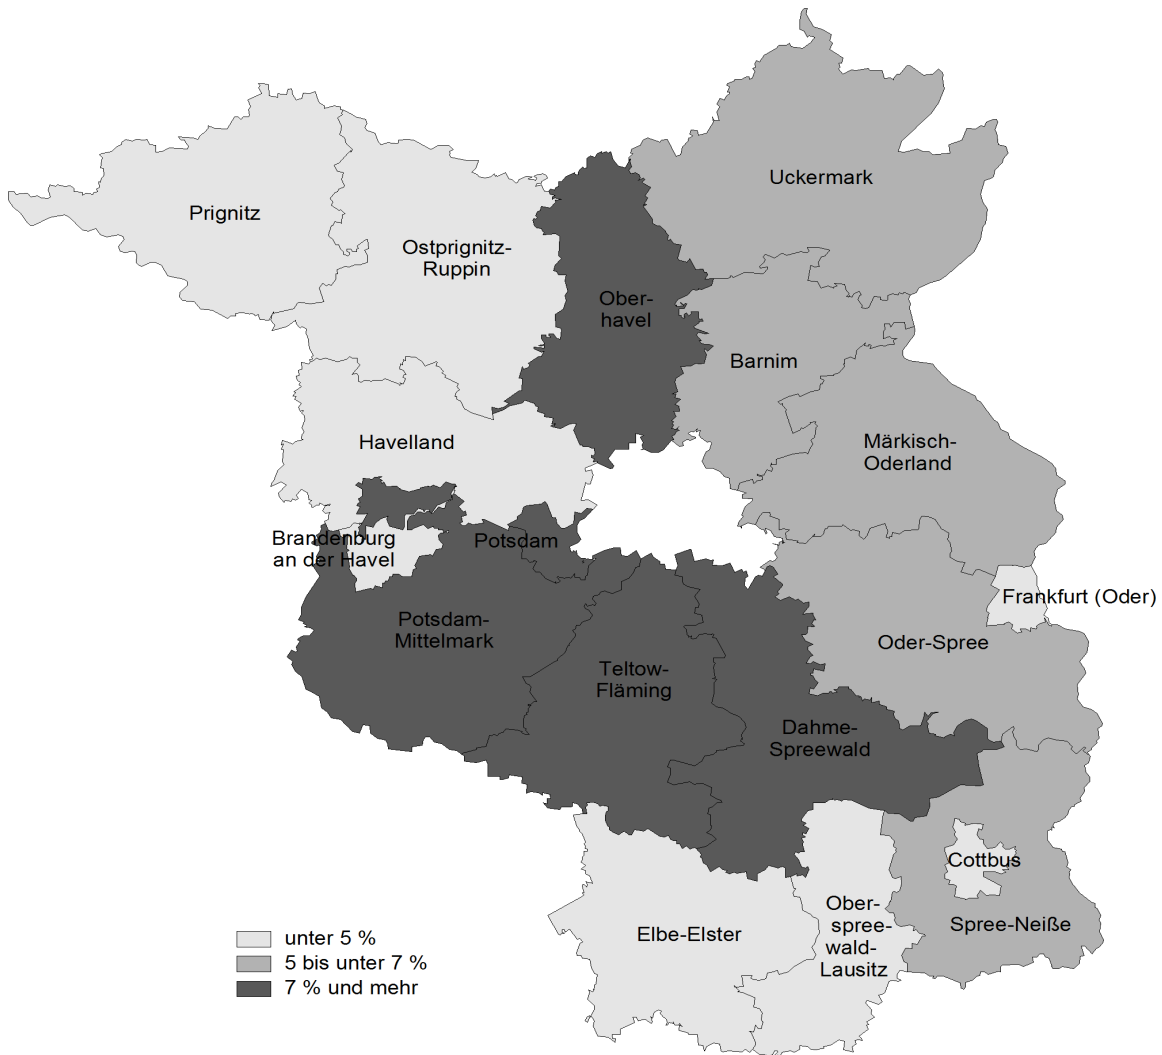 Uckermark
Prignitz
Ostprignitz-
Ruppin
Ober-
havel
Barnim
Havelland
Märkisch-
Oderland
Brandenburg
an der Havel
Potsdam
Frankfurt (Oder)
Potsdam-
Mittelmark
Oder-Spree
Teltow-
Fläming
Dahme-
Spreewald
Cottbus
Ober-
spree-
wald-
Lausitz
Spree-Neiße
Elbe-Elster
unter 5 %
5 bis unter 7 %
7 % und mehr